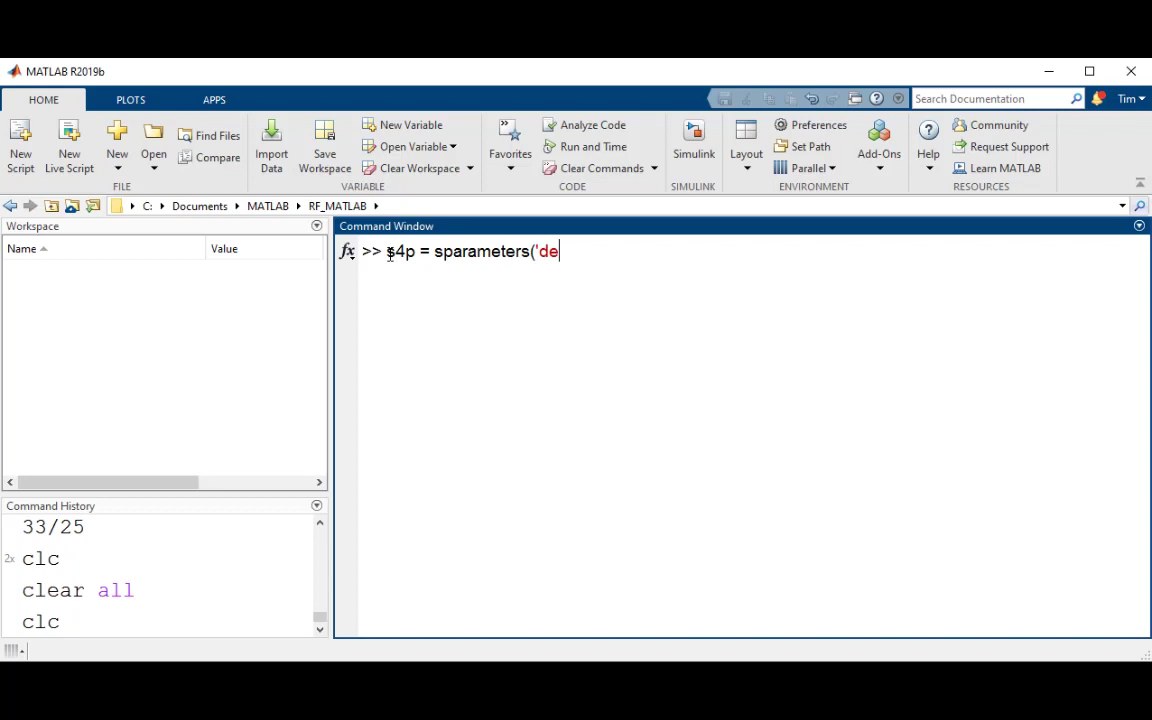 MATLAB R2019b
HOME PLOTS APPS Search Documentation Tim
New Script New Live Script New Open Find Files Compare FILE
Import Data Save Workspace New Variable Open Variable Clear Workspace VARIABLE
Favorites Analyze Code Run and Time Clear Commands CODE
Simulink SIMULINK
Layout Preferences Set Path Parallel Add-Ons ENVIRONMENT
Help Community Request Support Learn MATLAB RESOURCES
C: Documents MATLAB RF_MATLAB
Workspace
Name Value
Command History
33/25
2x clc
clear all
clc
Command Window
fx >> s4p = sparameters('de